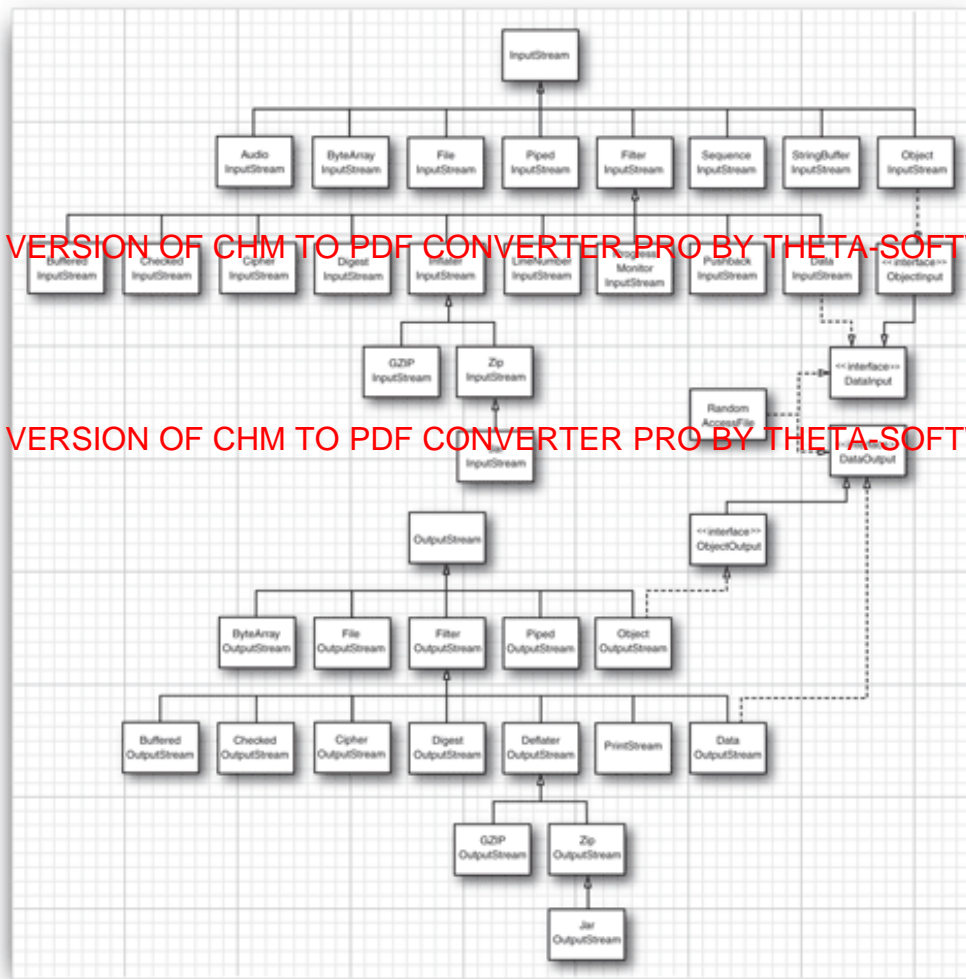 InputStream
Audio
InputStream
ByteArray
InputStream
File
InputStream
Piped
InputStream
Filter
InputStream
Sequence
InputStream
StringBuffer
InputStream
Object
InputStream
VERSION OF CHM TO PDF CONVERTER PRO BY THETA-SOFT
Buffered
InputStream
Checked
InputStream
Cipher
InputStream
Digest
InputStream
Inflater
InputStream
LineNumber
InputStream
Progress
Monitor
InputStream
Pushback
InputStream
Data
InputStream
<<interface>>
ObjectInput
GZIP
InputStream
Zip
InputStream
<<interface>>
DataInput
Random
AccessFile
VERSION OF CHM TO PDF CONVERTER PRO BY THETA-SOFT
InputStream
<<interface>>
DataOutput
OutputStream
<<interface>>
ObjectOutput
ByteArray
OutputStream
File
OutputStream
Filter
OutputStream
Piped
OutputStream
Object
OutputStream
Buffered
OutputStream
Checked
OutputStream
Cipher
OutputStream
Digest
OutputStream
Deflater
OutputStream
PrintStream
Data
OutputStream
GZIP
OutputStream
Zip
OutputStream
Jar
OutputStream